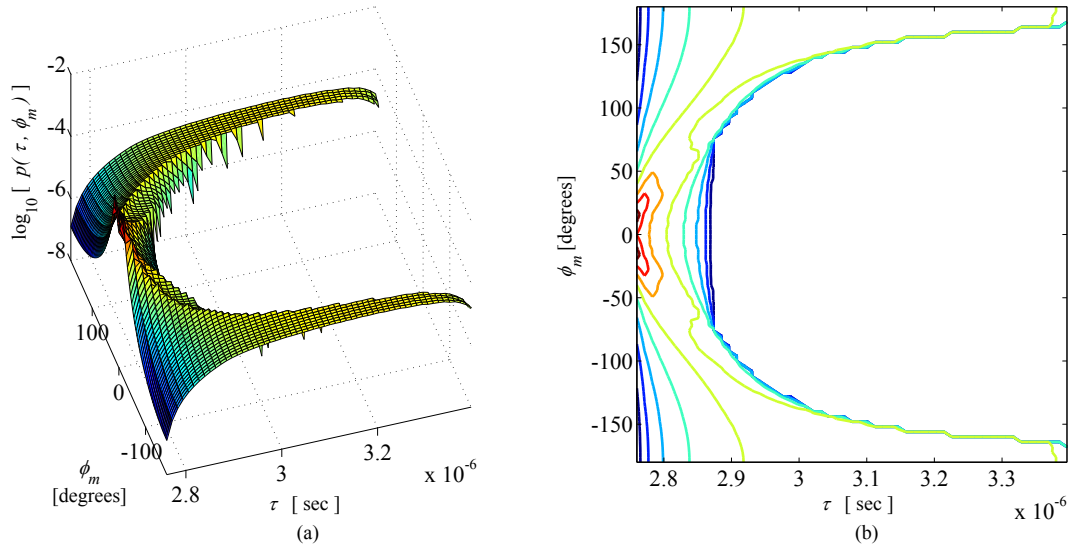 -2
-4
-6
-8
log10 [ p( τ , ϕm ) ]
100
0
-100
ϕm
[degrees]
2.8
3
3.2
x 10-6
τ [ sec ]
(a)
150
100
50
0
-50
-100
-150
ϕm [degrees]
2.8
2.9
3
3.1
3.2
3.3
x 10-6
τ [ sec ]
(b)